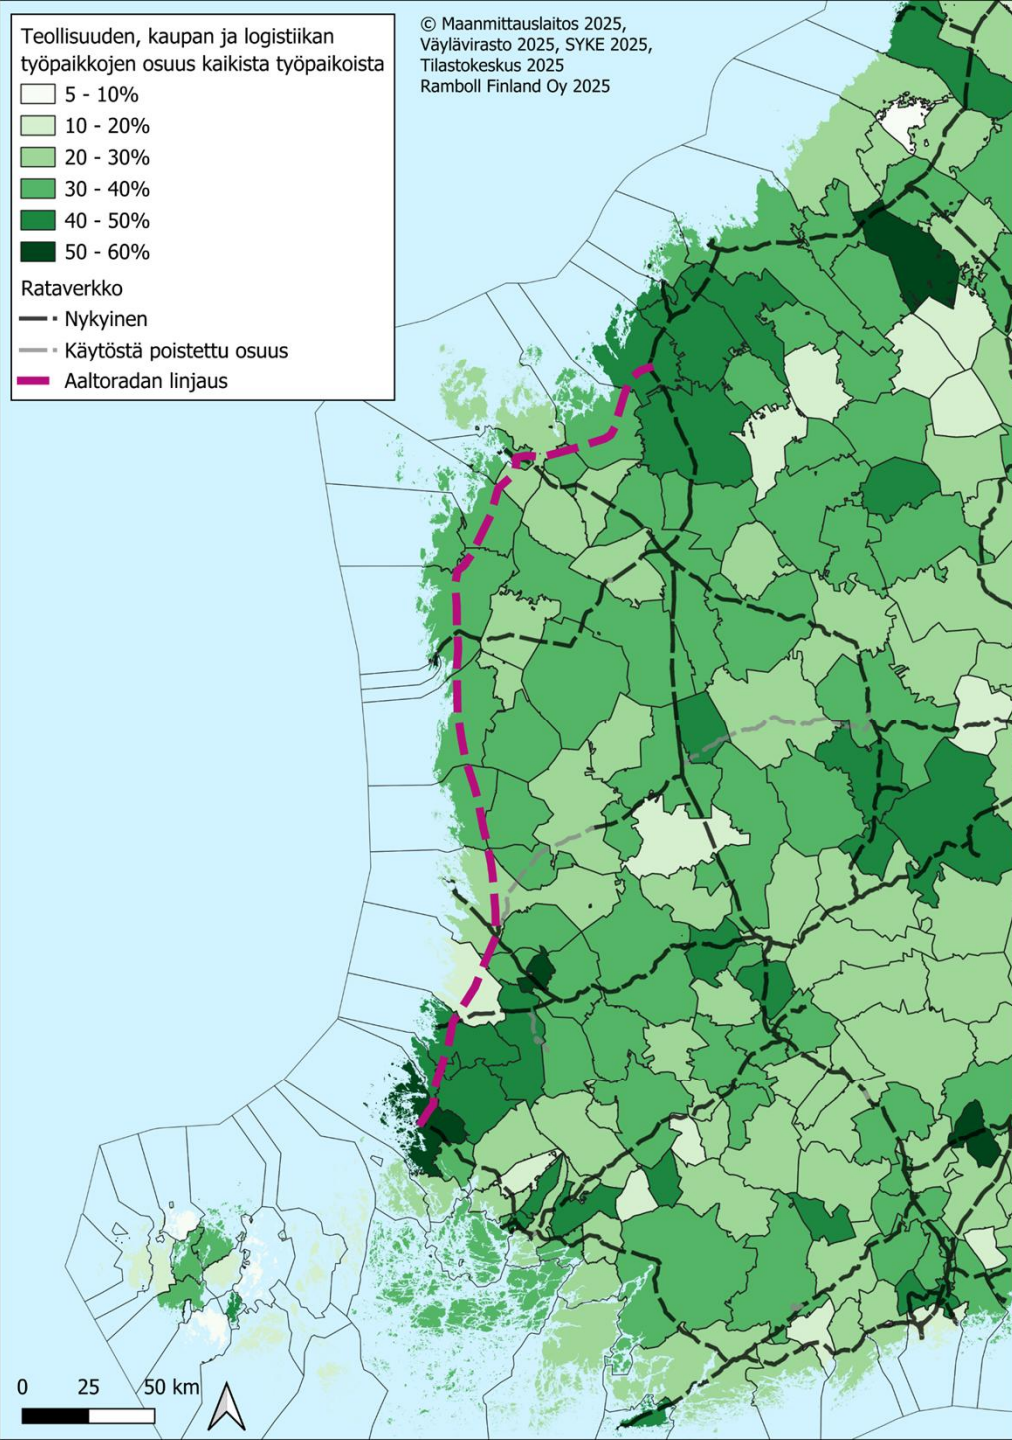 Teollisuuden, kaupan ja logistiikan
työpaikkojen osuus kaikista työpaikoista
5 - 10%
10 - 20%
20 - 30%
30 - 40%
40 - 50%
50 - 60%
Rataverkko
Nykyinen
Käytöstä poistettu osuus
Aaltoradan linjaus
© Maanmittauslaitos 2025,
Väylävirasto 2025, SYKE 2025,
Tilastokeskus 2025
Ramboll Finland Oy 2025
0 25 50 km